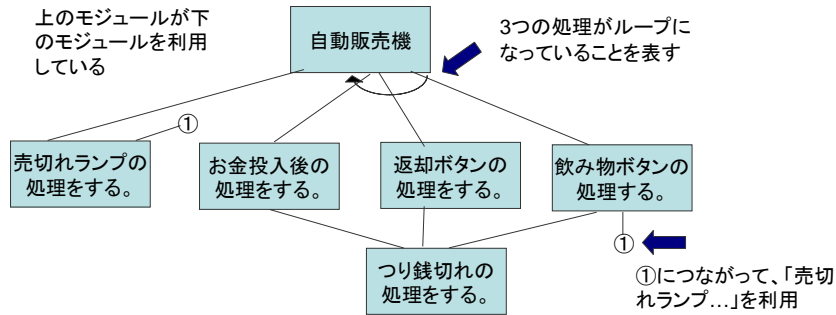 上のモジュールが下
のモジュールを利用
している
自動販売機
3つの処理がループに
なっていることを表す
①
売切れランプの
処理をする。
お金投入後の
処理をする。
返却ボタンの
処理をする。
飲み物ボタンの
処理する。
①
つり銭切れの
処理をする。
①につながって、「売切
れランプ…」を利用